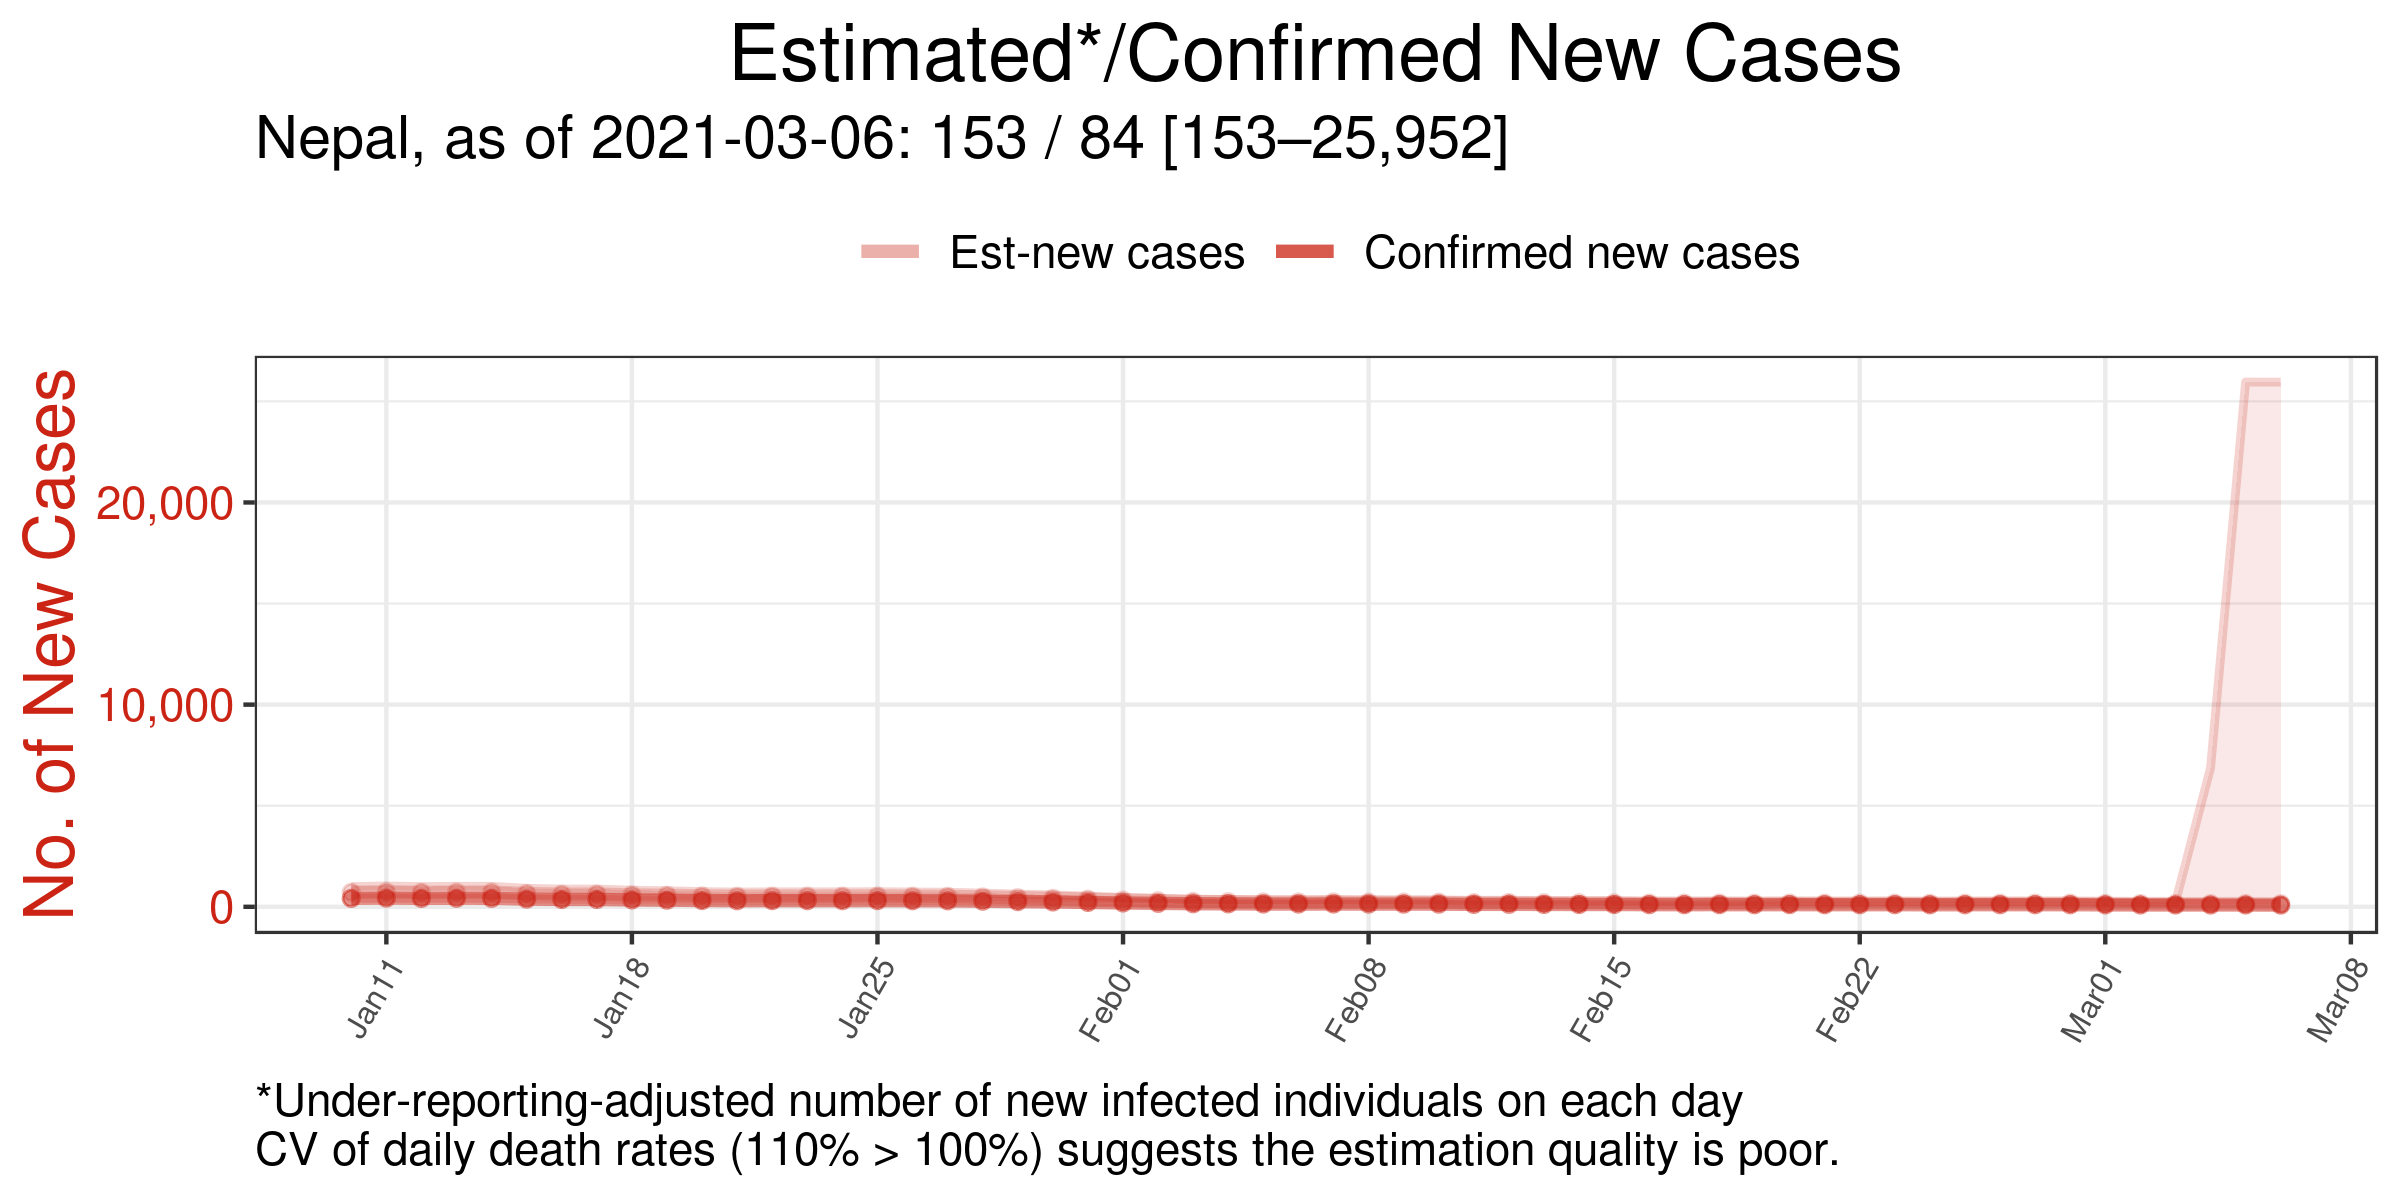 Estimated*/Confirmed New Cases
Nepal, as of 2021-03-06: 153 / 84 [153–25,952]
Est-new cases
Confirmed new cases
No. of New Cases
20,000
10,000
0
Jan11
Jan18
Jan25
Feb01
Feb08
Feb15
Feb22
Mar01
Mar08
*Under-reporting-adjusted number of new infected individuals on each day
CV of daily death rates (110% > 100%) suggests the estimation quality is poor.